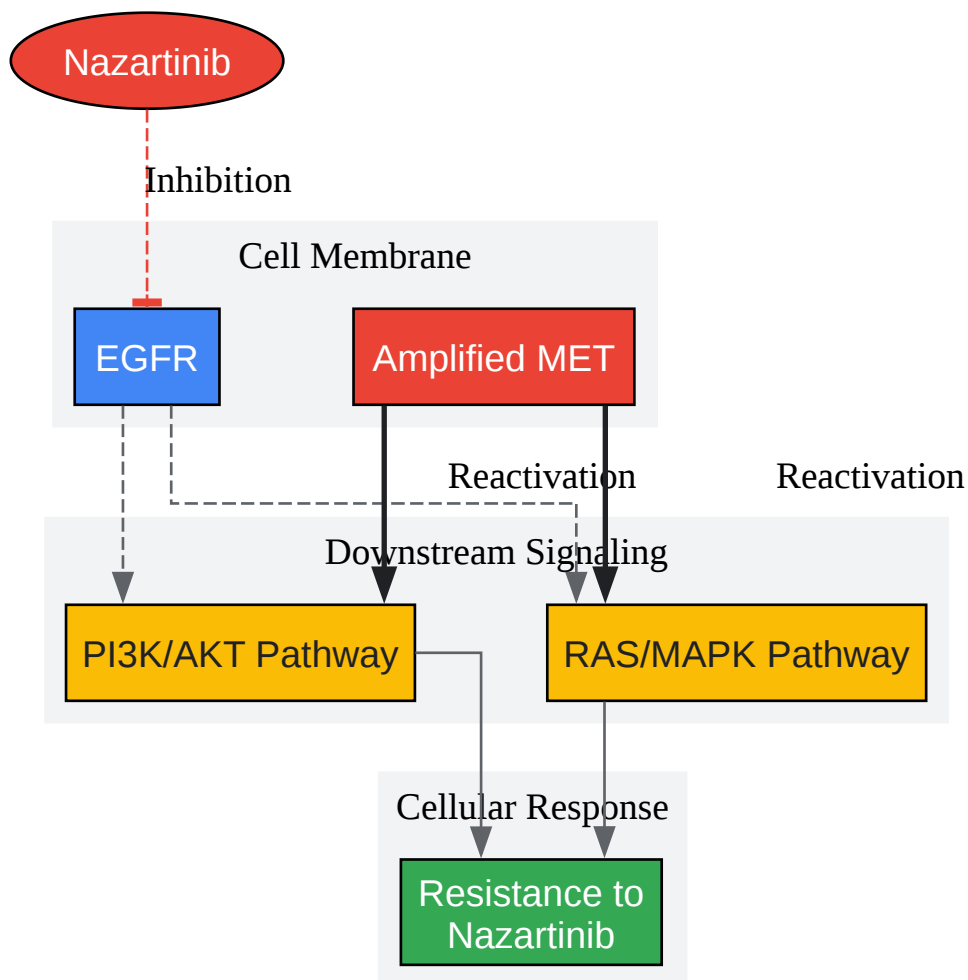 Nazartinib
Inhibition
Cell Membrane
EGFR
Amplified MET
Reactivation
Reactivation
Downstream Signaling
PI3K/AKT Pathway
RAS/MAPK Pathway
Cellular Response
Resistance to
Nazartinib